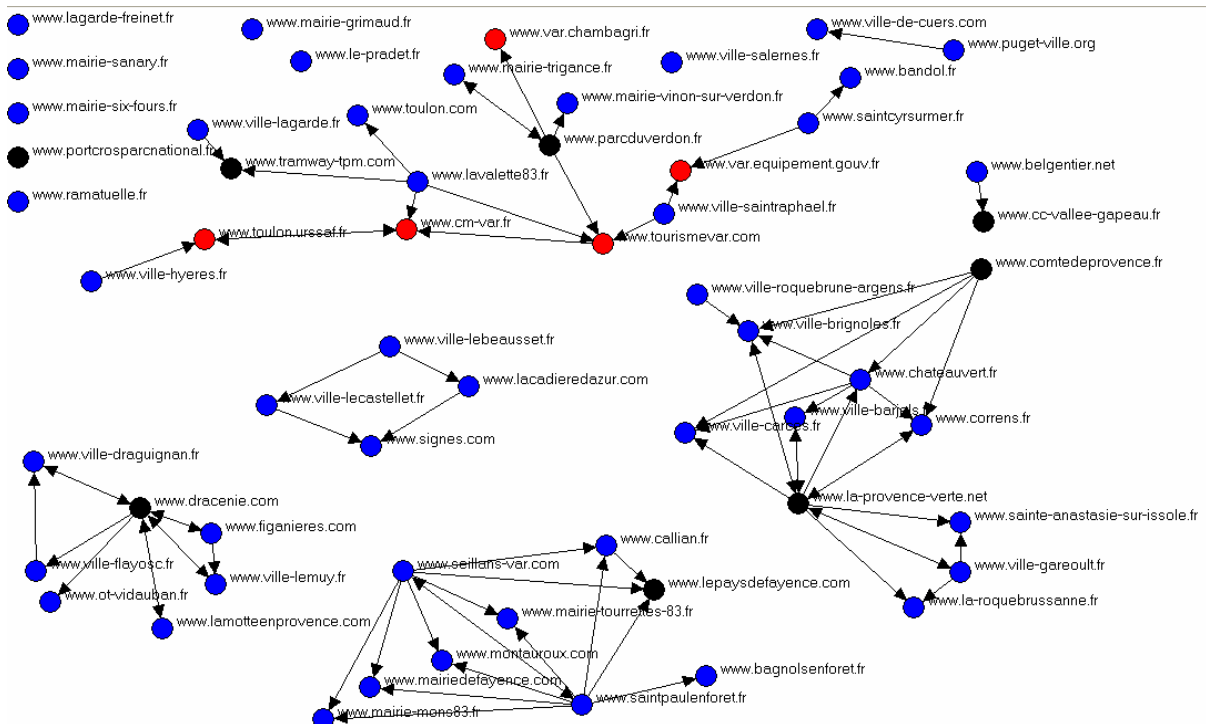 www.lagarde-freinet.fr
www.mairie-grimaud.fr
www.var.chambagri.fr
www.ville-de-cuers.com
www.puget-ville.org
www.le-pradet.fr
www.ville-salernes.fr
www.mairie-sanary.fr
www.mairie-trigance.fr
www.bandol.fr
www.mairie-six-fours.fr
www.toulon.com
www.mairie-vinon-sur-verdon.fr
www.ville-lagarde.fr
www.saintcyrsurmer.fr
www.parcduverdon.fr
www.portcrosparcnational.fr
www.tramway-tpm.com
www.var.equipement.gouv.fr
www.belgentier.net
www.lavalette83.fr
www.ramatuelle.fr
www.ville-saintraphael.fr
www.cc-vallee-gapeau.fr
www.cm-var.fr
www.toulon.urssaf.fr
www.tourismevar.com
www.comtedeprovence.fr
www.ville-hyeres.fr
www.ville-roquebrune-argens.fr
www.ville-brignoles.fr
www.ville-lebeausset.fr
www.chateauvert.fr
www.lacadieredazur.com
www.ville-lecastellet.fr
www.ville-barjols.fr
www.correns.fr
www.ville-carces.fr
www.signes.com
www.ville-draguignan.fr
www.la-provence-verte.net
www.dracenie.com
www.sainte-anastasie-sur-issole.fr
www.figanieres.com
www.callian.fr
www.ville-flayosc.fr
www.seillans-var.com
www.ville-gareoult.fr
www.ville-lemuy.fr
www.lepaysdefayence.com
www.ot-vidauban.fr
www.la-roquebrussanne.fr
www.mairie-tourrettes-83.fr
www.lamotteenprovence.com
www.montauroux.com
www.bagnolsenforet.fr
www.mairiedefayence.com
www.saintpaulenforet.fr
www.mairie-mons83.fr